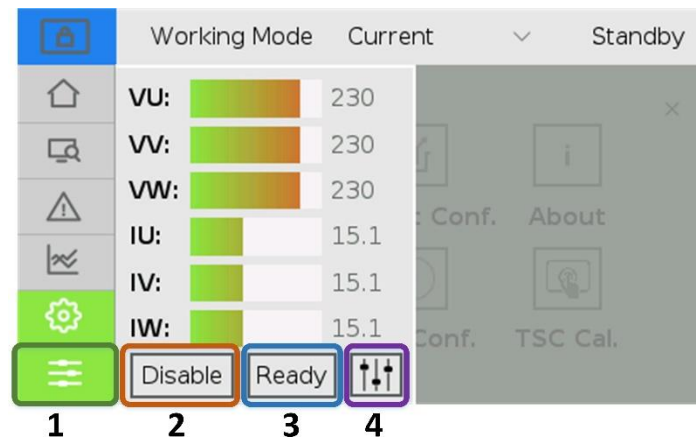 Working Mode Current Standby
VU: 230
VV: 230
VW: 230
IU: 15.1
IV: 15.1
IW: 15.1
Conf. About
Conf. TSC Cal.
Disable Ready
1 2 3 4